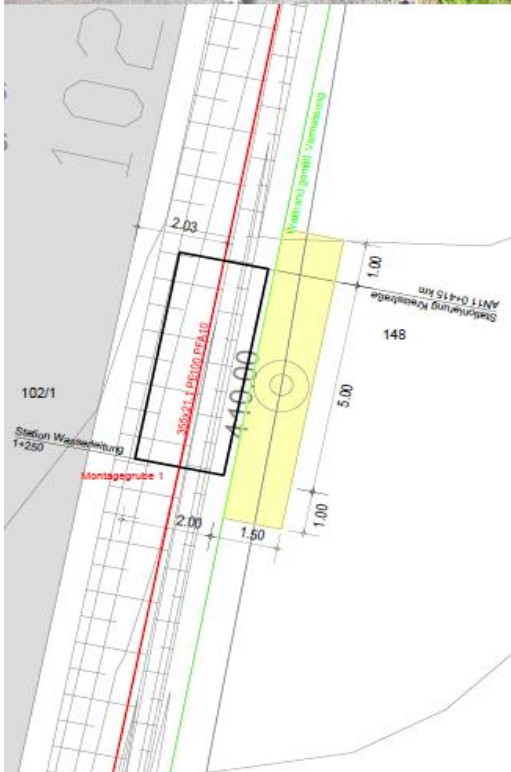 102
Waldrand gemäß Vermessung
2.03
1.00
Stationierung Kreisstraße
AN11 0+415 km
148
355x21.1 PE100 PFA10
110.00
5.00
102/1
Station Wasserleitung
1+250
Montagegrube 1
2.00
1.50
1.00